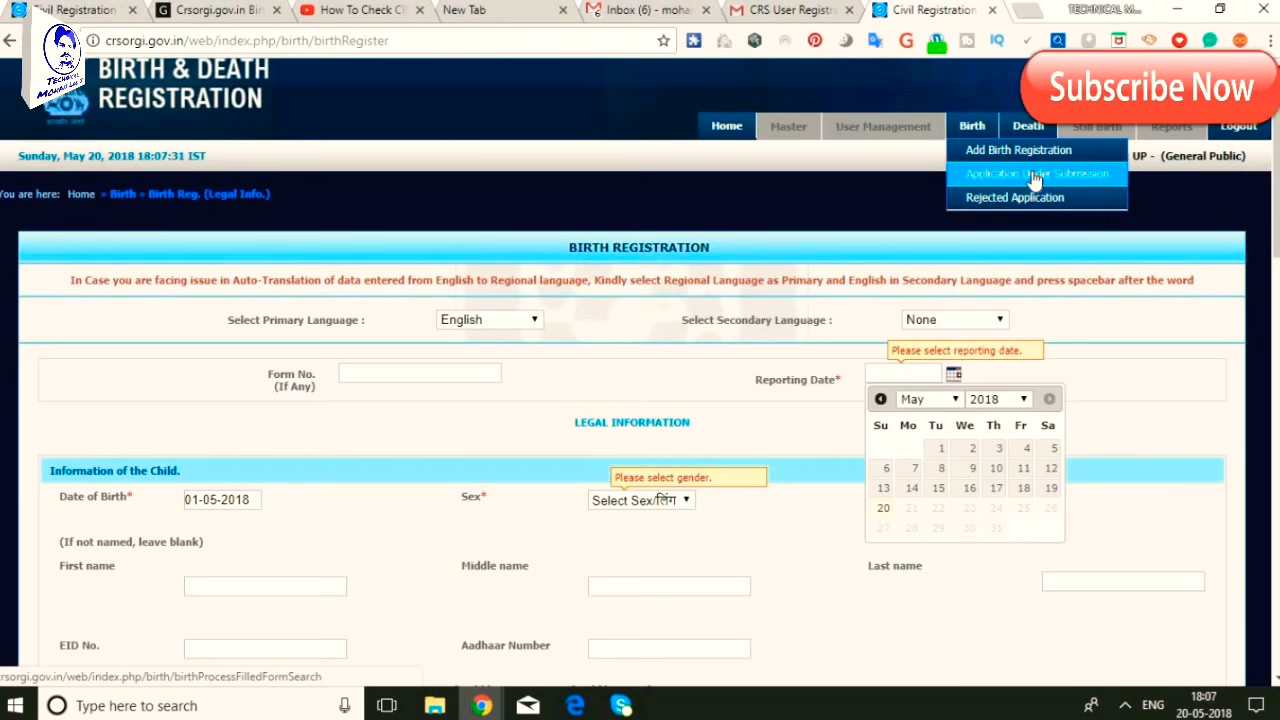 Civil Registration
Crsorgi.gov.in Bir
How To Check C
New Tab
Inbox (6) - moha
CRS User Registra
Civil Registration
TECHNICAL M...
crsorgi.gov.in/web/index.php/birth/birthRegister
TECHNICAL
BIRTH & DEATH
REGISTRATION
Subscribe Now
Home Master User Management Birth Death Still Birth Reports Logout
Sunday, May 20, 2018 18:07:31 IST
Add Birth Registration
UP - (General Public)
Application Under Submission
Rejected Application
You are here: Home » Birth » Birth Reg. (Legal Info.)
BIRTH REGISTRATION
In Case you are facing issue in Auto-Translation of data entered from English to Regional language, Kindly select Regional Language as Primary and English in Secondary Language and press spacebar after the word
Select Primary Language : English Select Secondary Language : None
Please select reporting date.
Form No.
(If Any)
Reporting Date*
May 2018
Su Mo Tu We Th Fr Sa
1 2 3 4 5
6 7 8 9 10 11 12
13 14 15 16 17 18 19
20 21 22 23 24 25 26
27 28 29 30 31
LEGAL INFORMATION
Information of the Child.
Please select gender.
Date of Birth* 01-05-2018 Sex* Select Sex/लिंग
(If not named, leave blank)
First name Middle name Last name
EID No. Aadhaar Number
crsorgi.gov.in/web/index.php/birth/birthProcessFilledFormSearch
Type here to search
ENG
18:07
20-05-2018